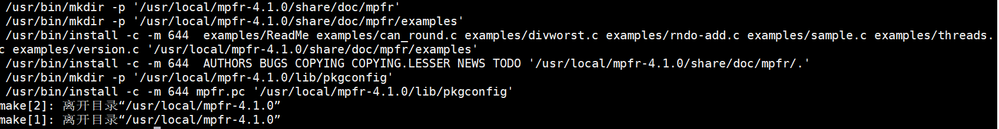 /usr/bin/mkdir -p '/usr/local/mpfr-4.1.0/share/doc/mpfr'
/usr/bin/mkdir -p '/usr/local/mpfr-4.1.0/share/doc/mpfr/examples'
/usr/bin/install -c -m 644  examples/ReadMe examples/can_round.c examples/divworst.c examples/rndo-add.c examples/sample.c examples/threads.
c examples/version.c '/usr/local/mpfr-4.1.0/share/doc/mpfr/examples'
/usr/bin/install -c -m 644  AUTHORS BUGS COPYING COPYING.LESSER NEWS TODO '/usr/local/mpfr-4.1.0/share/doc/mpfr/.'
/usr/bin/mkdir -p '/usr/local/mpfr-4.1.0/lib/pkgconfig'
/usr/bin/install -c -m 644 mpfr.pc '/usr/local/mpfr-4.1.0/lib/pkgconfig'
make[2]: 离开目录“/usr/local/mpfr-4.1.0”
make[1]: 离开目录“/usr/local/mpfr-4.1.0”